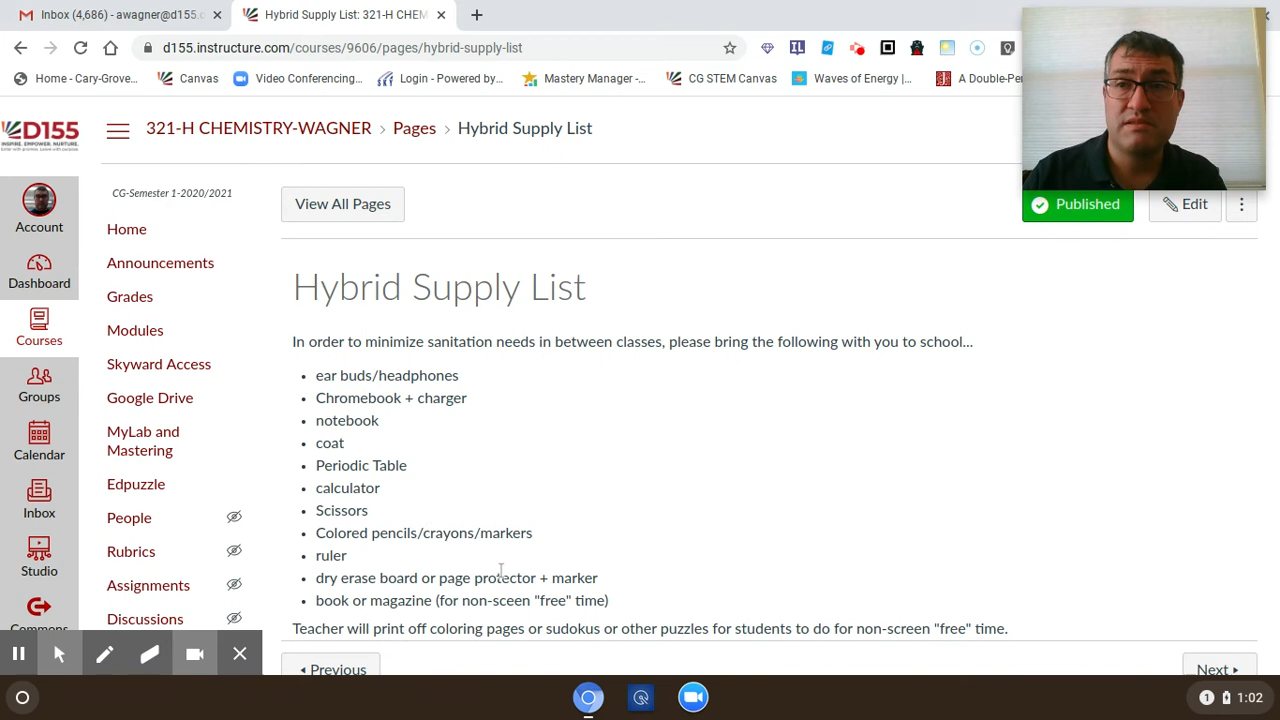 Inbox (4,686) - awagner@d155.c
Hybrid Supply List: 321-H CHEM
d155.instructure.com/courses/9606/pages/hybrid-supply-list
Home - Cary-Grove...
Canvas
Video Conferencing...
Login - Powered by...
Mastery Manager -...
CG STEM Canvas
Waves of Energy |...
A Double-Pe
D155
INSPIRE. EMPOWER. NURTURE.
321-H CHEMISTRY-WAGNER > Pages > Hybrid Supply List
Account
Dashboard
Courses
Groups
Calendar
Inbox
Studio
Commons
CG-Semester 1-2020/2021
Home
Announcements
Grades
Modules
Skyward Access
Google Drive
MyLab and
Mastering
Edpuzzle
People
Rubrics
Assignments
Discussions
View All Pages
Published
Edit
Hybrid Supply List
In order to minimize sanitation needs in between classes, please bring the following with you to school...
• ear buds/headphones
• Chromebook + charger
• notebook
• coat
• Periodic Table
• calculator
• Scissors
• Colored pencils/crayons/markers
• ruler
• dry erase board or page protector + marker
• book or magazine (for non-sceen "free" time)
Teacher will print off coloring pages or sudokus or other puzzles for students to do for non-screen "free" time.
Previous
Next
1
1:02